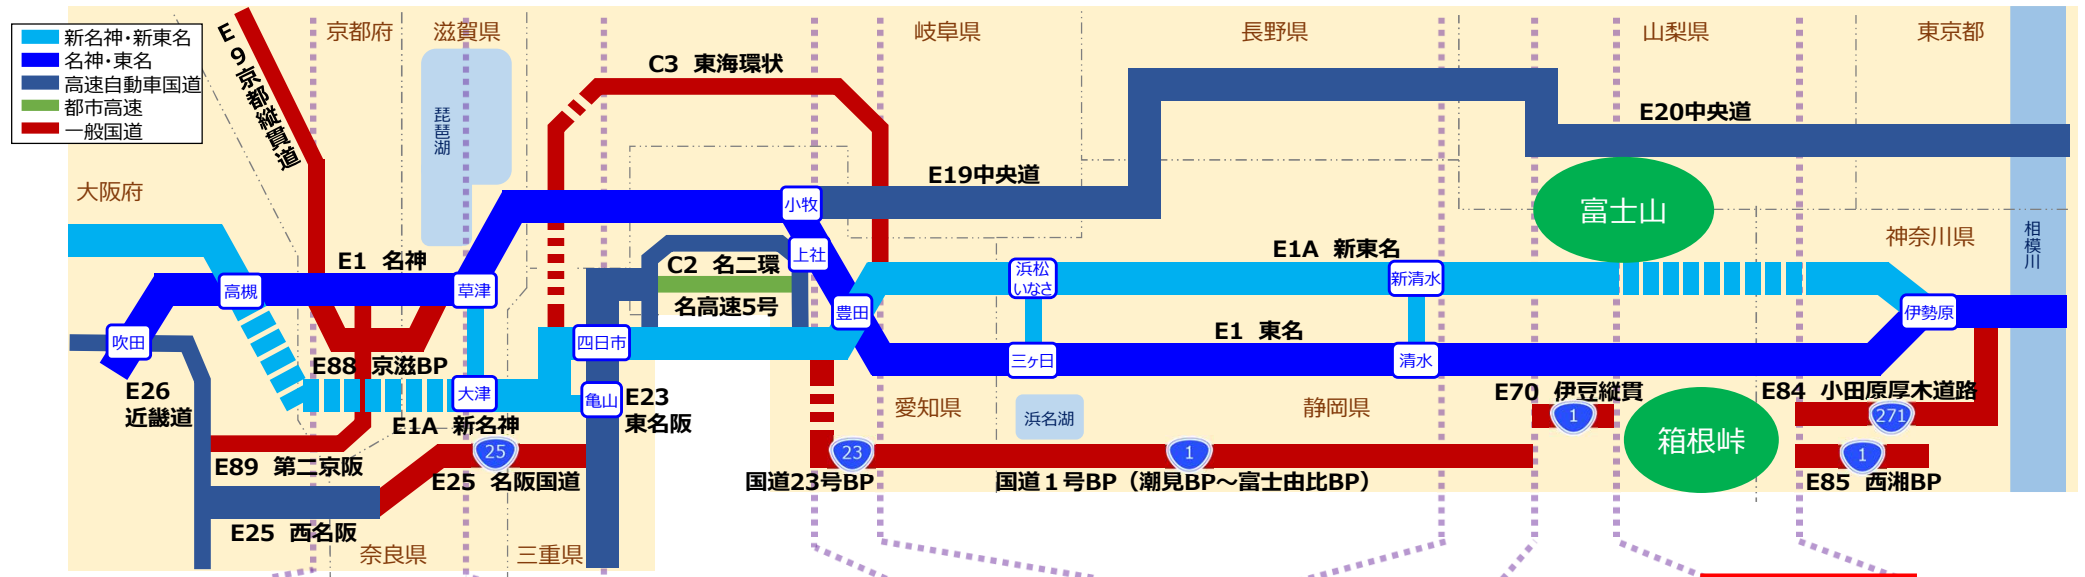 新名神・新東名
名神・東名
高速自動車国道
都市高速
一般国道
E9京都縦貫道
京都府
滋賀県
岐阜県
長野県
山梨県
東京都
C3 東海環状
琵琶湖
E20中央道
E19中央道
大阪府
小牧
富士山
上社
E1A 新東名
神奈川県
相模川
E1 名神
C2 名二環
高槻
草津
浜松
いなさ
新清水
名高速5号
豊田
伊勢原
E1 東名
吹田
四日市
三ヶ日
清水
E88 京滋BP
大津
亀山
E26
近畿道
E23
東名阪
E1A 新名神
愛知県
浜名湖
静岡県
E70 伊豆縦貫
1
E84 小田原厚木道路
271
箱根峠
E89 第二京阪
25
E25 名阪国道
23
国道23号BP
1
国道１号BP（潮見BP～富士由比BP）
1
E85 西湘BP
E25 西名阪
奈良県
三重県